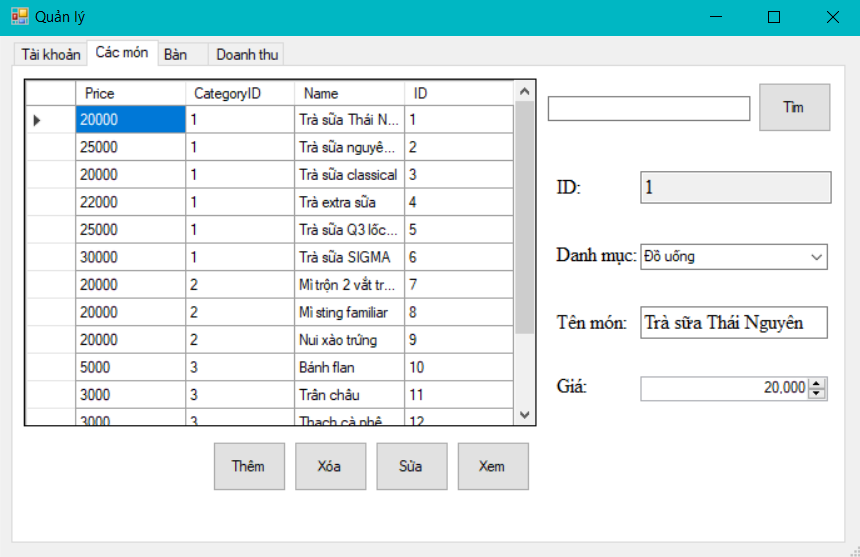 Quản lý
Tài khoản Các món Bàn Doanh thu
Price CategoryID Name ID
20000 1 Trà sữa Thái N... 1
25000 1 Trà sữa nguyê... 2
20000 1 Trà sữa classical 3
22000 1 Trà extra sữa 4
25000 1 Trà sữa Q3 lốc... 5
30000 1 Trà sữa SIGMA 6
20000 2 Mì trộn 2 vắt tr... 7
20000 2 Mì sting familiar 8
20000 2 Nui xào trứng 9
5000 3 Bánh flan 10
3000 3 Trân châu 11
3000 3 Thạch cà phê 12
Tìm
ID: 1
Danh mục: Đồ uống
Tên món: Trà sữa Thái Nguyên
Giá: 20,000
Thêm Xóa Sửa Xem